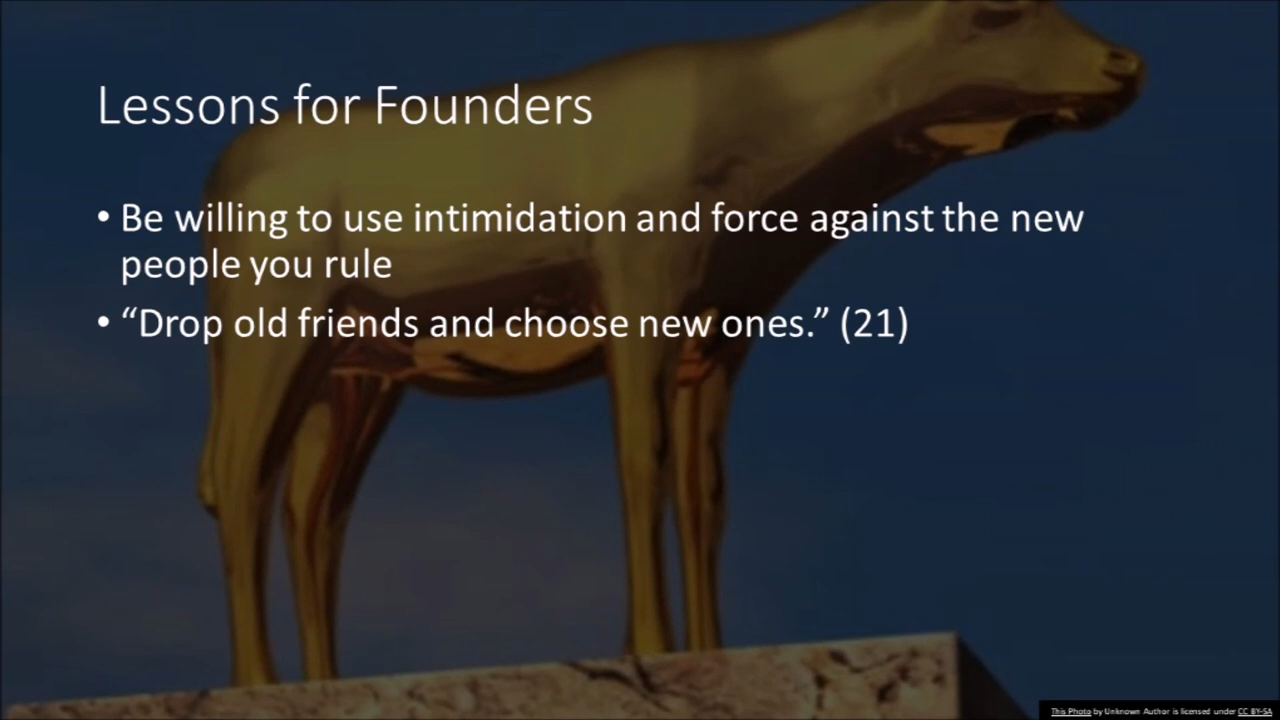 Lessons for Founders
• Be willing to use intimidation and force against the new
people you rule
• “Drop old friends and choose new ones.” (21)
This Photo by Unknown Author is licensed under CC BY-SA